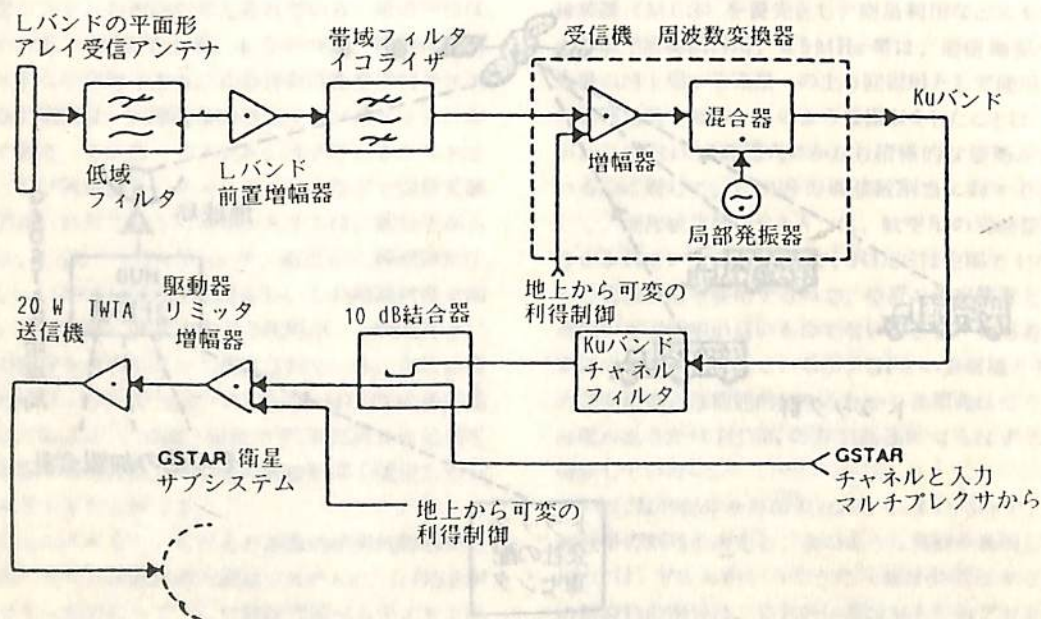 Lバンドの平面形
アレイ受信アンテナ
低域
フィルタ
Lバンド
前置増幅器
帯域フィルタ
イコライザ
受信機 周波数変換器
増幅器
混合器
局部発振器
Kuバンド
地上から可変の
利得制御
Kuバンド
チャネル
フィルタ
20 W TWTA
送信機
駆動器
リミッタ
増幅器
10 dB結合器
GSTAR 衛星
サブシステム
地上から可変の
利得制御
GSTAR
チャネルと入力
マルチプレクサから